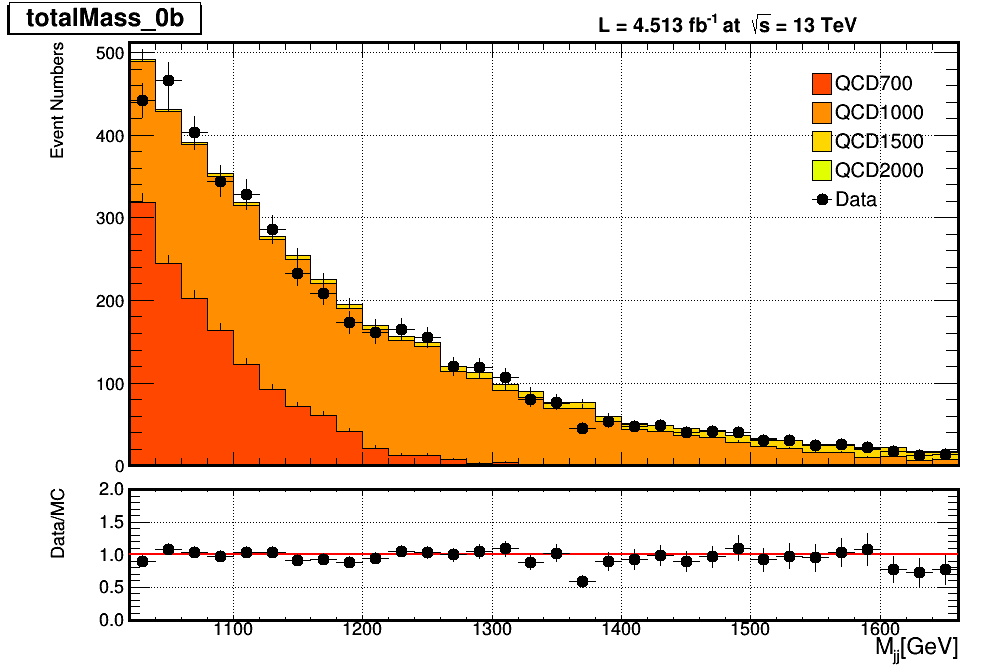 totalMass_0b
L = 4.513 fb⁻¹ at √s = 13 TeV
Event Numbers
500
400
300
200
100
0
QCD700
QCD1000
QCD1500
QCD2000
Data
Data/MC
2.0
1.5
1.0
0.5
0.0
1100 1200 1300 1400 1500 1600
M_jj[GeV]